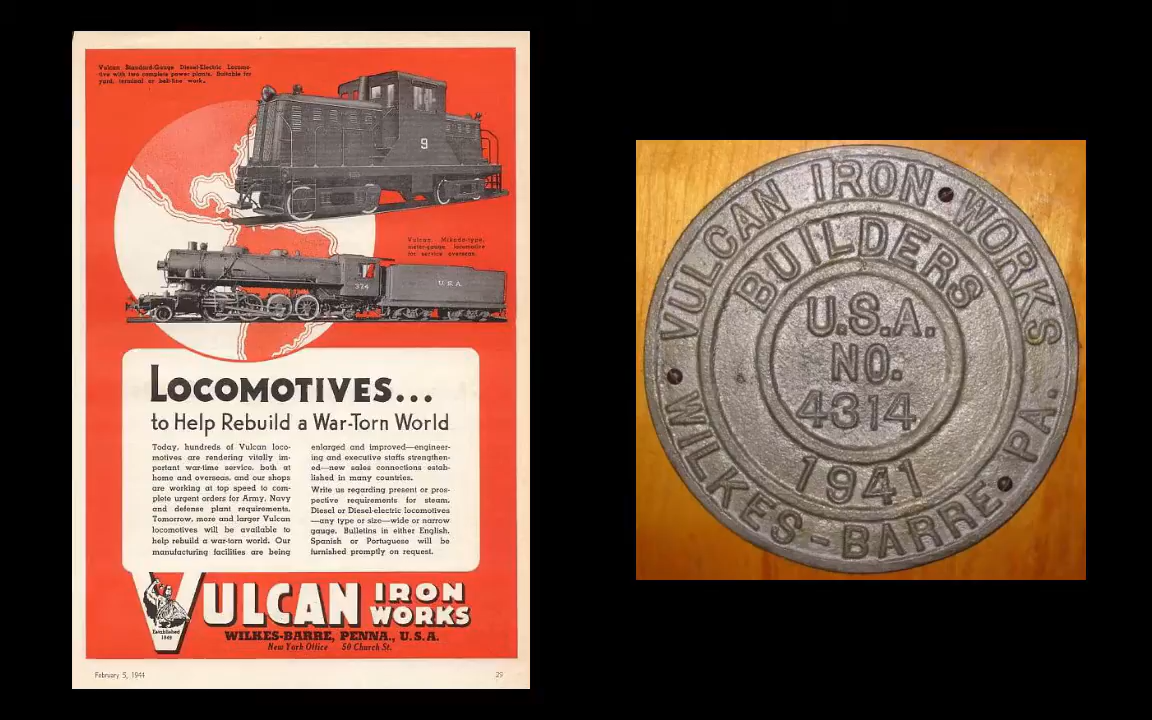 Vulcan Standard-Gauge Diesel-Electric Locomo-
tive with two complete power plants. Suitable for
yard, terminal or belt-line work.
9
Vulcan Mikado-type,
meter-gauge locomotive
for service overseas.
374
U.S.A.
LOCOMOTIVES...
to Help Rebuild a War-Torn World
Today, hundreds of Vulcan loco-
motives are rendering vitally im-
portant war-time service, both at
home and overseas, and our shops
are working at top speed to com-
plete urgent orders for Army, Navy
and defense plant requirements.
Tomorrow, more and larger Vulcan
locomotives will be available to
help rebuild a war-torn world. Our
manufacturing facilities are being
enlarged and improved—engineer-
ing and executive staffs strengthen-
ed—new sales connections estab-
lished in many countries.
Write us regarding present or pros-
pective requirements for steam,
Diesel or Diesel-electric locomotives
—any type or size—wide or narrow
gauge. Bulletins in either English,
Spanish or Portuguese will be
furnished promptly on request.
Established
1849
VULCAN IRON
WORKS
WILKES-BARRE, PENNA., U.S.A.
New York Office 50 Church St.
February 5, 1944
29
VULCAN IRON WORKS
BUILDERS
U.S.A.
NO.
4314
1941
WILKES-BARRE PA.